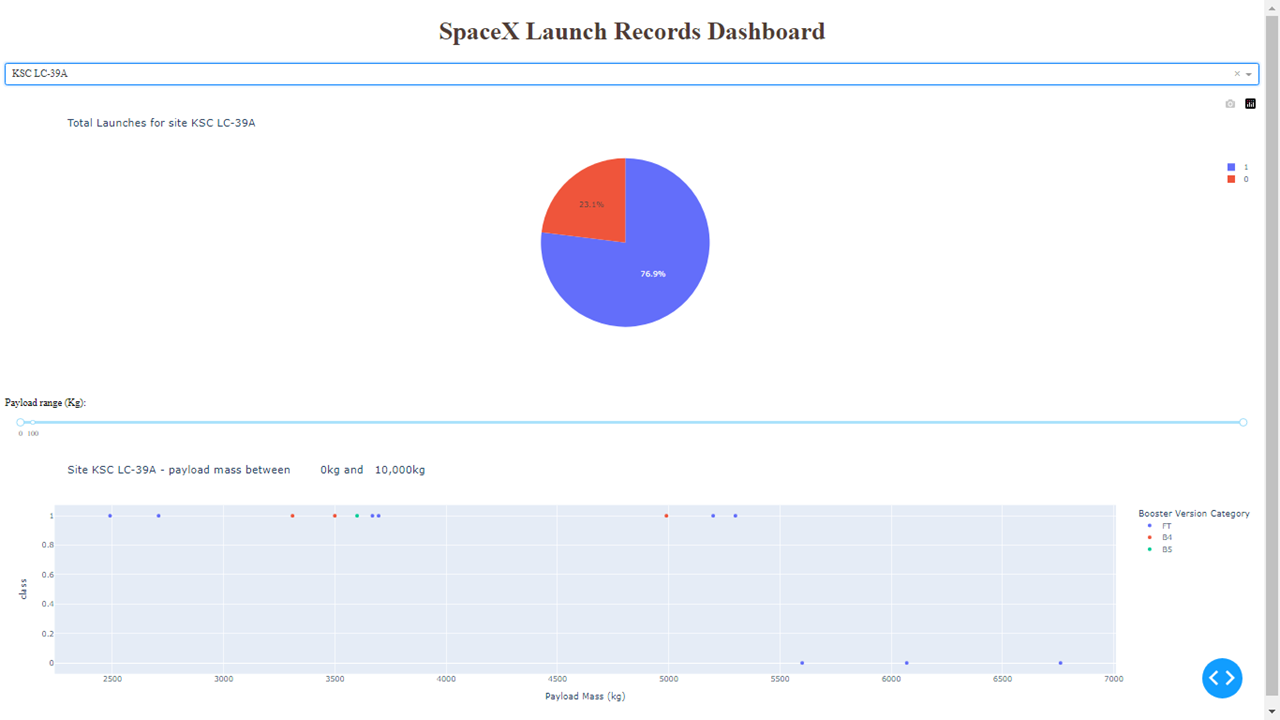 SpaceX Launch Records Dashboard
KSC LC-39A
Total Launches for site KSC LC-39A
1
0
23.1%
76.9%
Payload range (Kg):
0 100
Site KSC LC-39A - payload mass between 0kg and 10,000kg
Booster Version Category
FT
B4
B5
class
1
0.8
0.6
0.4
0.2
0
2500 3000 3500 4000 4500 5000 5500 6000 6500 7000
Payload Mass (kg)